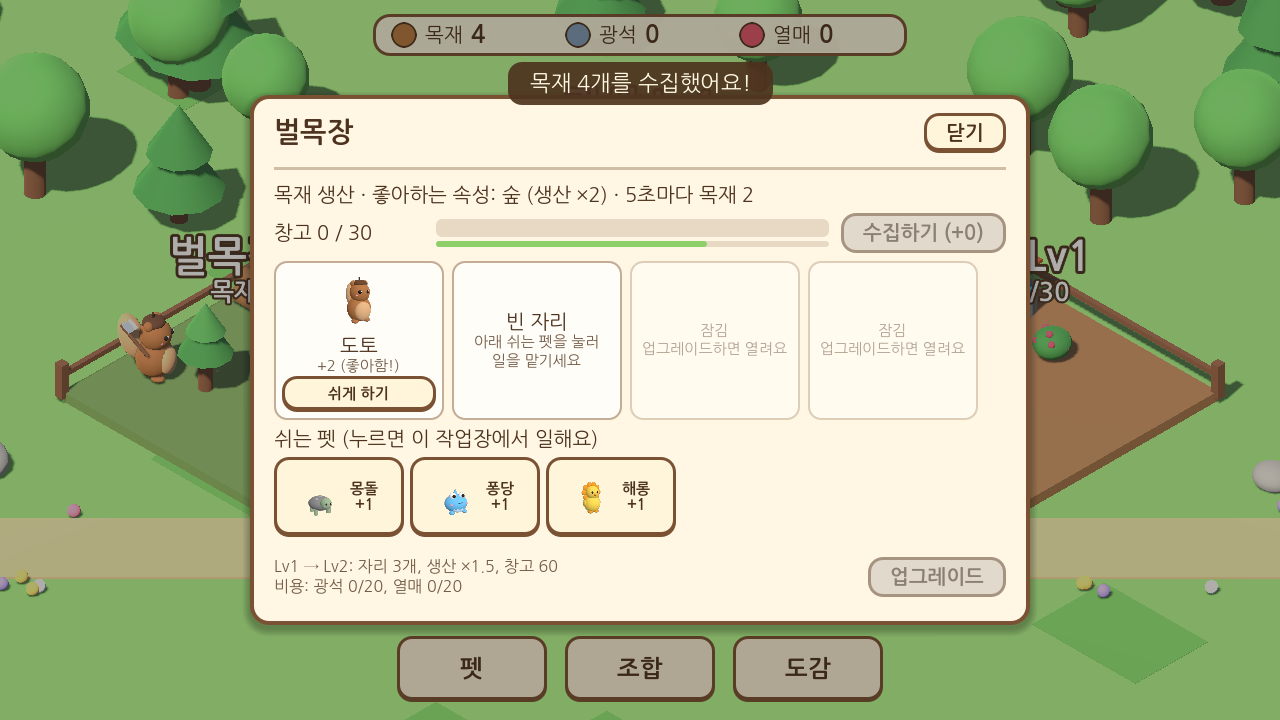 목재 4
광석 0
열매 0
목재 4개를 수집했어요!
벌목장
닫기
목재 생산 · 좋아하는 속성: 숲 (생산 ×2) · 5초마다 목재 2
창고 0 / 30
수집하기 (+0)
벌목
목재
Lv1
/30
도토
+2 (좋아함!)
쉬게 하기
빈 자리
아래 쉬는 펫을 눌러
일을 맡기세요
잠김
업그레이드하면 열려요
잠김
업그레이드하면 열려요
쉬는 펫 (누르면 이 작업장에서 일해요)
몽돌
+1
퐁당
+1
해롱
+1
Lv1 → Lv2: 자리 3개, 생산 ×1.5, 창고 60
비용: 광석 0/20, 열매 0/20
업그레이드
펫
조합
도감